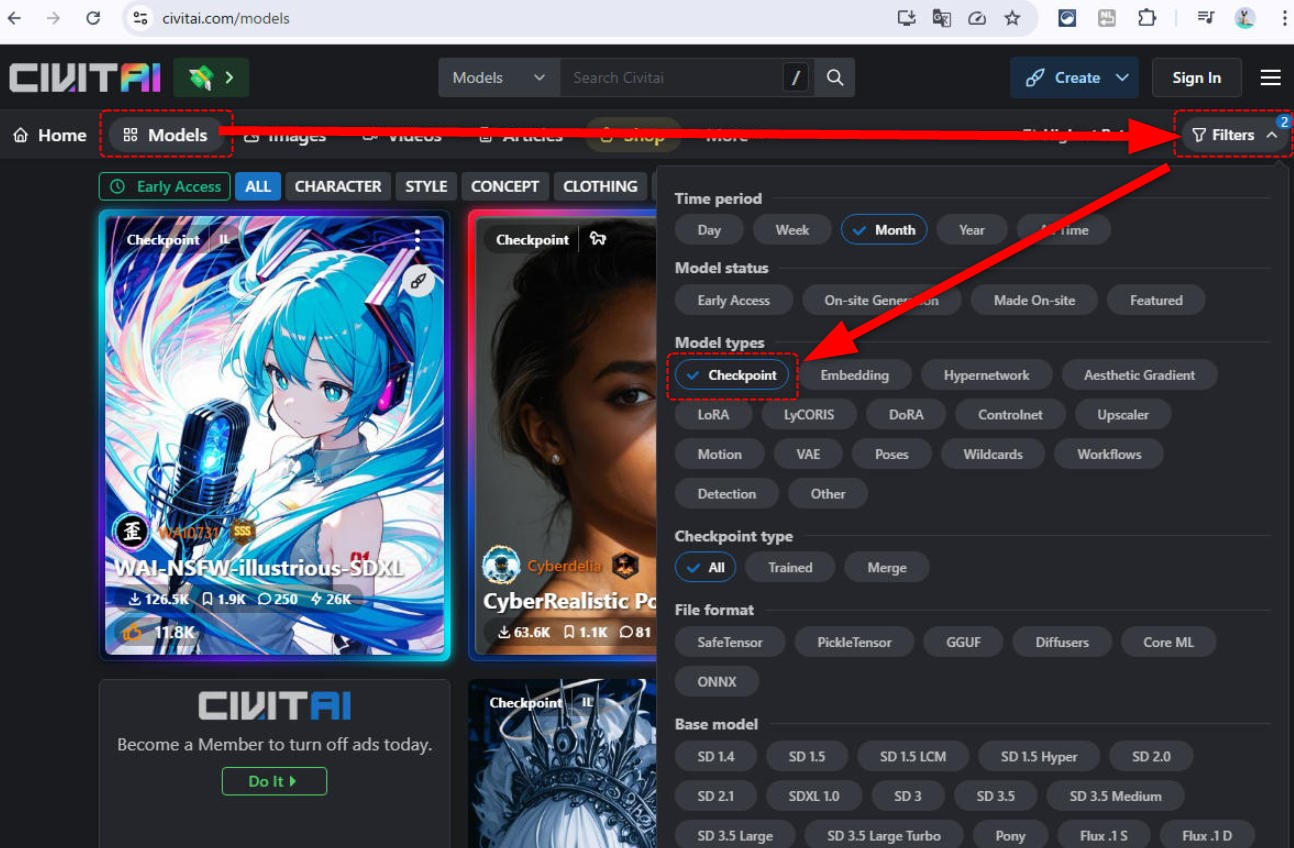 civitai.com/models
CIVITAI
Models
Search Civitai
/
Create
Sign In
Home
Models
Images
Videos
Articles
Shop
More
Filters
2
Early Access
ALL
CHARACTER
STYLE
CONCEPT
CLOTHING
Checkpoint
IL
歪
WAI0731
SSS
01
WAI-NSFW-illustrious-SDXL
126.5K 1.9K 250 26K
11.8K
Checkpoint
Cyberdelia
CyberRealistic Po
63.6K 1.1K 81
CIVITAI
Become a Member to turn off ads today.
Do It
Checkpoint
IL
Time period
Day Week Month Year All Time
Model status
Early Access On-site Generation Made On-site Featured
Model types
Checkpoint Embedding Hypernetwork Aesthetic Gradient
LoRA LyCORIS DoRA Controlnet Upscaler
Motion VAE Poses Wildcards Workflows
Detection Other
Checkpoint type
All Trained Merge
File format
SafeTensor PickleTensor GGUF Diffusers Core ML
ONNX
Base model
SD 1.4 SD 1.5 SD 1.5 LCM SD 1.5 Hyper SD 2.0
SD 2.1 SDXL 1.0 SD 3 SD 3.5 SD 3.5 Medium
SD 3.5 Large SD 3.5 Large Turbo Pony Flux .1 S Flux .1 D